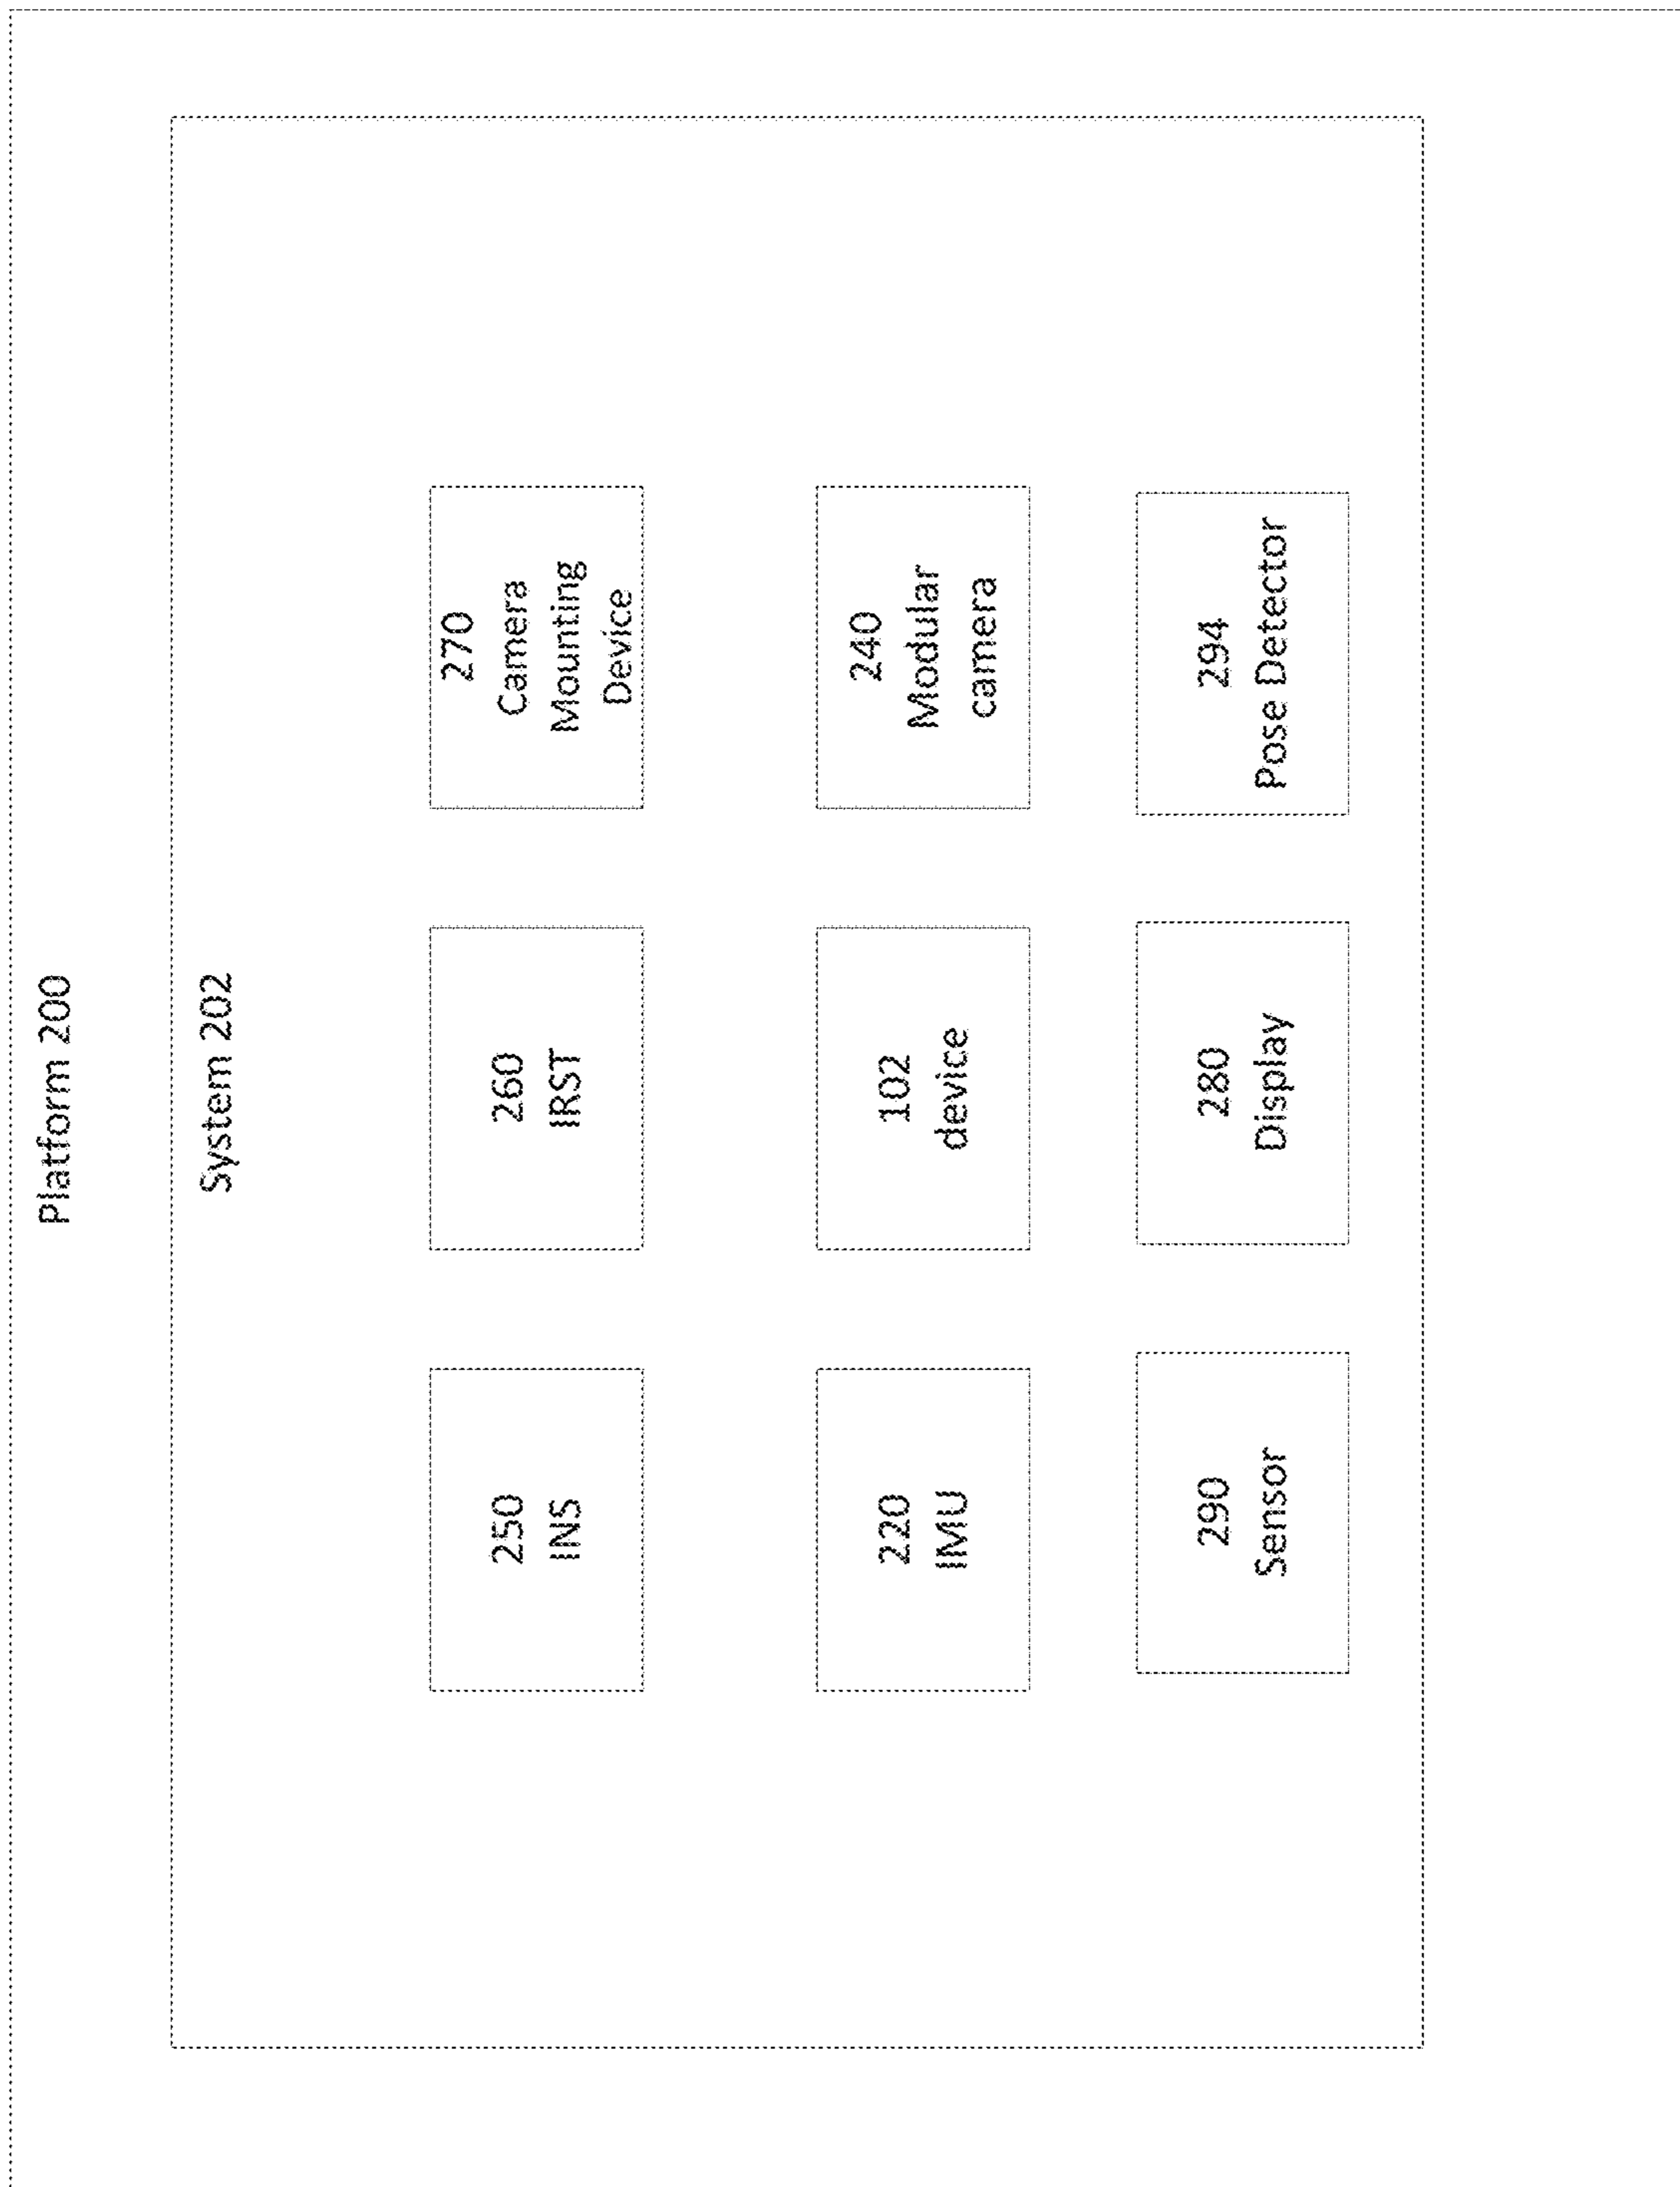 Platform 200
System 202
250
INS
260
IRST
270
Camera
Mounting
Device
220
IMU
102
device
240
Modular
camera
290
Sensor
280
Display
294
Pose Detector